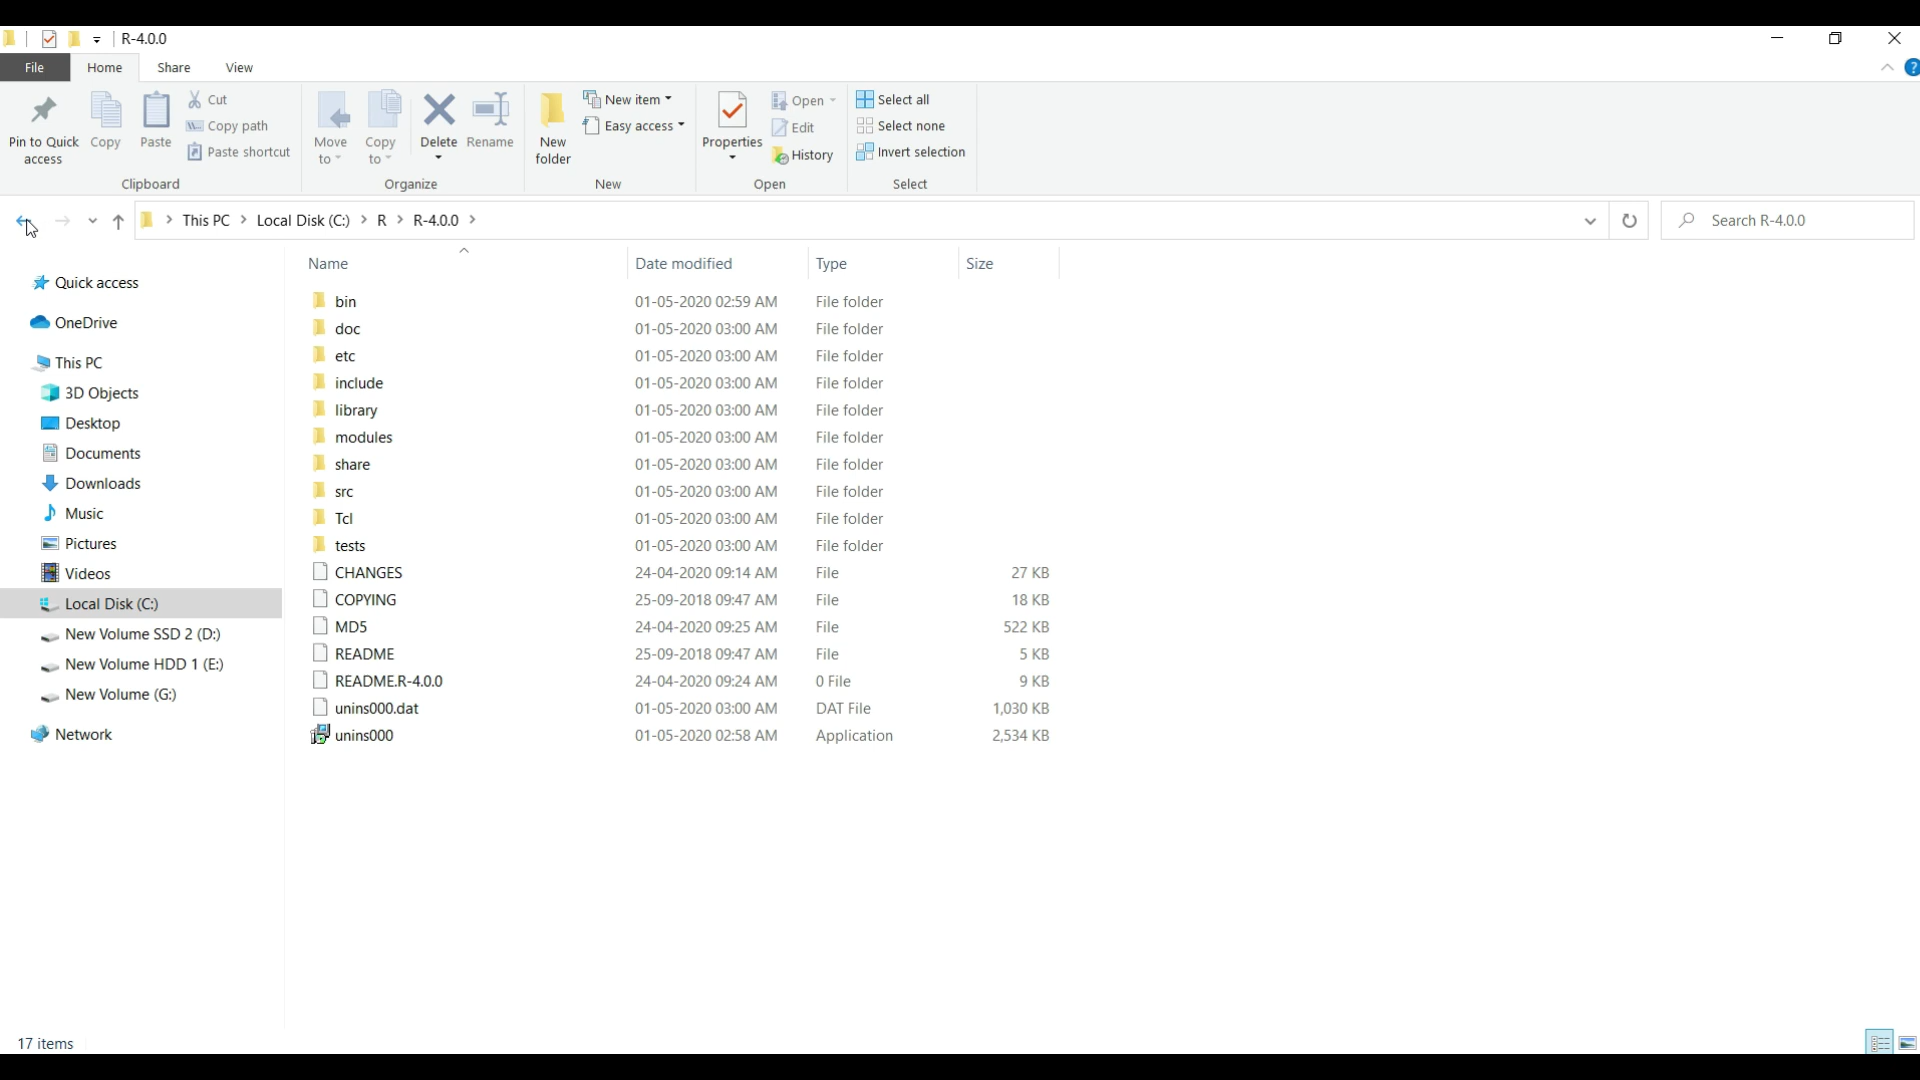 R-4.0.0
File Home Share View
Pin to Quick access
Copy
Paste
Cut
Copy path
Paste shortcut
Clipboard
Move to
Copy to
Delete
Rename
Organize
New folder
New item
Easy access
New
Properties
Open
Edit
History
Open
Select all
Select none
Invert selection
Select
This PC > Local Disk (C:) > R > R-4.0.0 >
Search R-4.0.0
Quick access
OneDrive
This PC
3D Objects
Desktop
Documents
Downloads
Music
Pictures
Videos
Local Disk (C:)
New Volume SSD 2 (D:)
New Volume HDD 1 (E:)
New Volume (G:)
Network
Name Date modified Type Size
bin 01-05-2020 02:59 AM File folder
doc 01-05-2020 03:00 AM File folder
etc 01-05-2020 03:00 AM File folder
include 01-05-2020 03:00 AM File folder
library 01-05-2020 03:00 AM File folder
modules 01-05-2020 03:00 AM File folder
share 01-05-2020 03:00 AM File folder
src 01-05-2020 03:00 AM File folder
Tcl 01-05-2020 03:00 AM File folder
tests 01-05-2020 03:00 AM File folder
CHANGES 24-04-2020 09:14 AM File 27 KB
COPYING 25-09-2018 09:47 AM File 18 KB
MD5 24-04-2020 09:25 AM File 522 KB
README 25-09-2018 09:47 AM File 5 KB
README.R-4.0.0 24-04-2020 09:24 AM 0 File 9 KB
unins000.dat 01-05-2020 03:00 AM DAT File 1,030 KB
unins000 01-05-2020 02:58 AM Application 2,534 KB
17 items